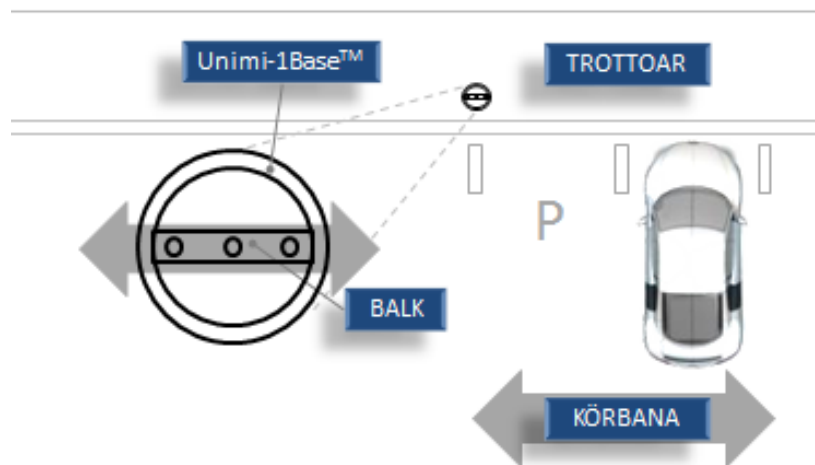 Unimi-1Base™
TROTTOAR
P
BALK
KÖRBANA